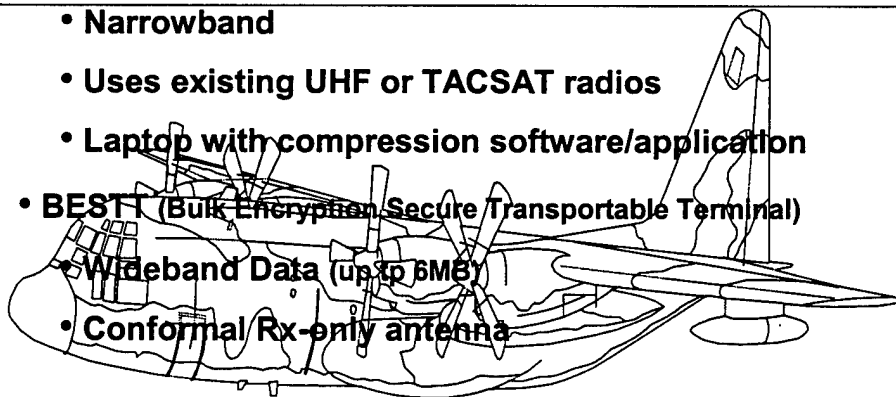 • Narrowband
• Uses existing UHF or TACSAT radios
• Laptop with compression software/application
• BESTT (Bulk Encryption Secure Transportable Terminal)
• Wideband Data (up tp 6MB)
• Conformal Rx-only antenna